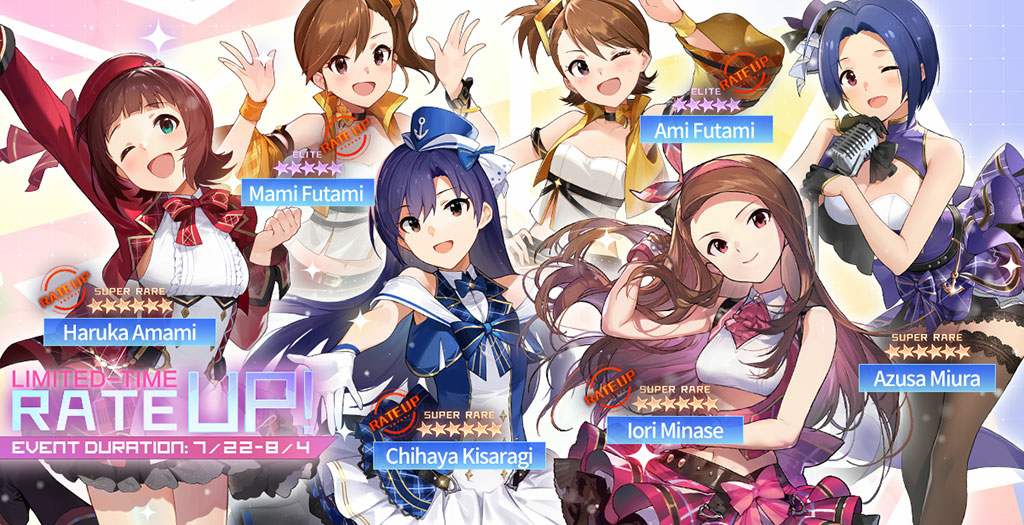 RATE UP
ELITE
Ami Futami
RATE UP
ELITE
Mami Futami
RATE UP
SUPER RARE
Haruka Amami
SUPER RARE
Azusa Miura
RATE UP
SUPER RARE
Iori Minase
RATE UP
SUPER RARE
Chihaya Kisaragi
LIMITED-TIME
RATE UP!
EVENT DURATION: 7/22-8/4